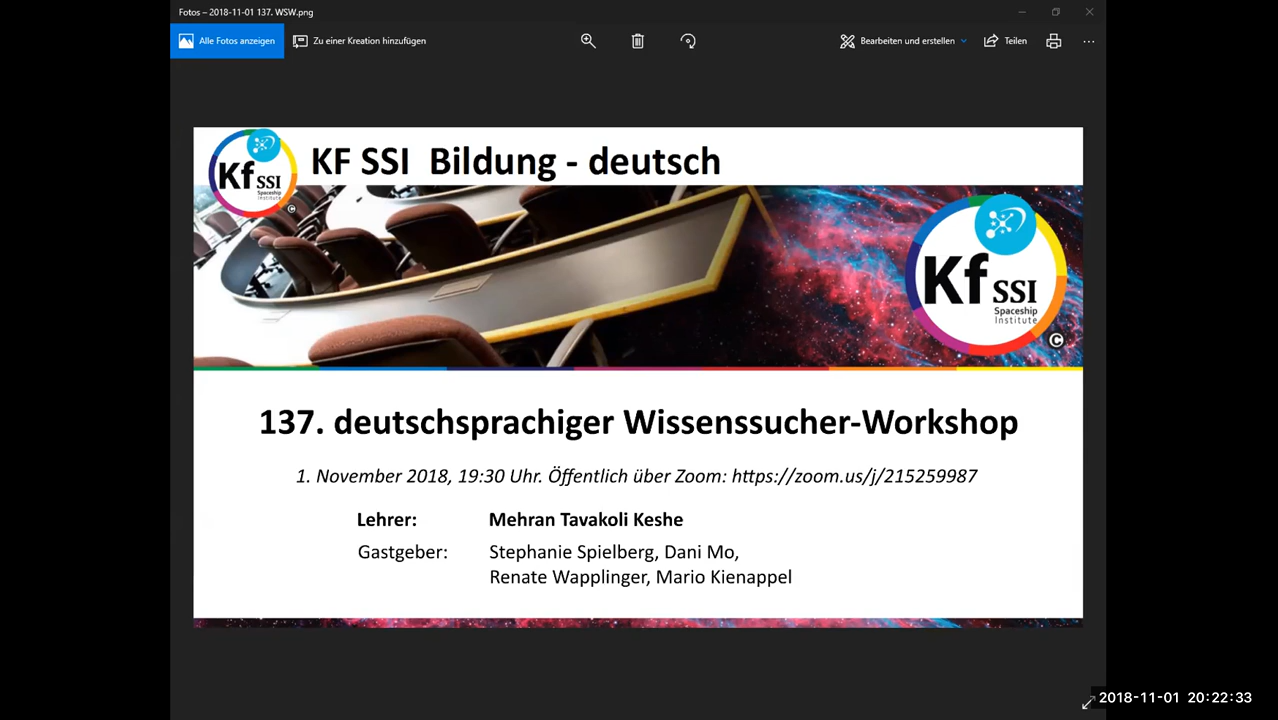 Fotos – 2018-11-01 137. WSW.png
Alle Fotos anzeigen
Zu einer Kreation hinzufügen
Bearbeiten und erstellen
Teilen
Kf SSI
Spaceship
Institute
©
KF SSI Bildung - deutsch
Kf SSI
Spaceship
Institute
©
137. deutschsprachiger Wissenssucher-Workshop
1. November 2018, 19:30 Uhr. Öffentlich über Zoom: https://zoom.us/j/215259987
Lehrer: Mehran Tavakoli Keshe
Gastgeber: Stephanie Spielberg, Dani Mo,
Renate Wapplinger, Mario Kienappel
2018-11-01 20:22:33